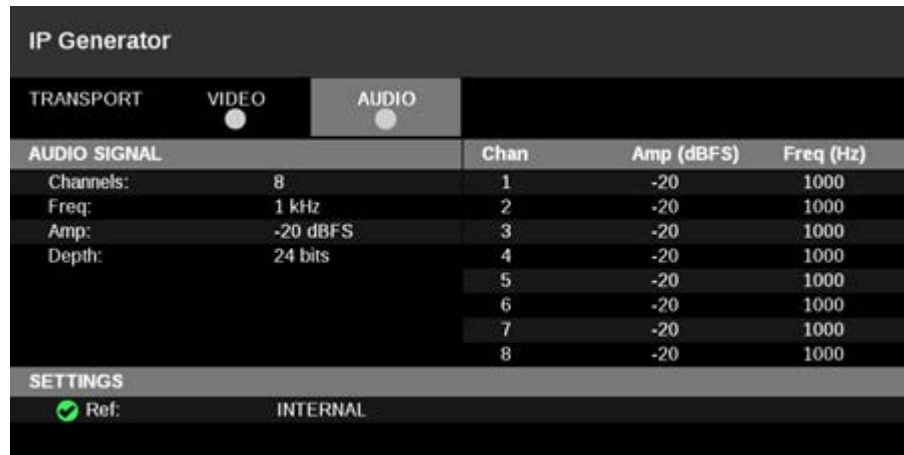 IP Generator
TRANSPORT VIDEO AUDIO
AUDIO SIGNAL Chan Amp (dBFS) Freq (Hz)
Channels: 8 1 -20 1000
Freq: 1 kHz 2 -20 1000
Amp: -20 dBFS 3 -20 1000
Depth: 24 bits 4 -20 1000
5 -20 1000
6 -20 1000
7 -20 1000
8 -20 1000
SETTINGS
Ref: INTERNAL